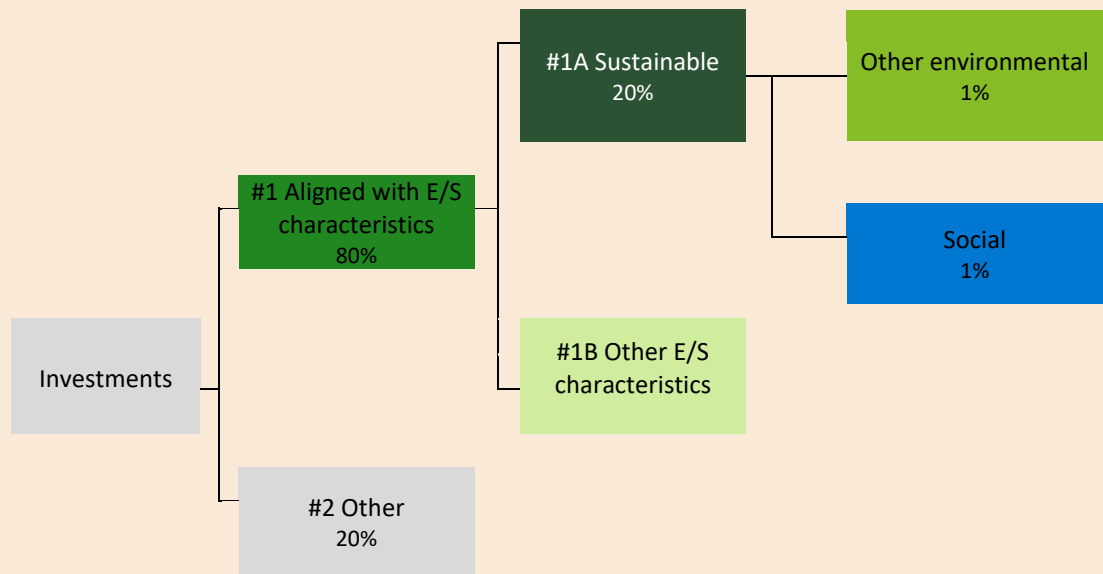 #1A Sustainable
20%
Other environmental
1%
#1 Aligned with E/S
characteristics
80%
Social
1%
Investments
#1B Other E/S
characteristics
#2 Other
20%